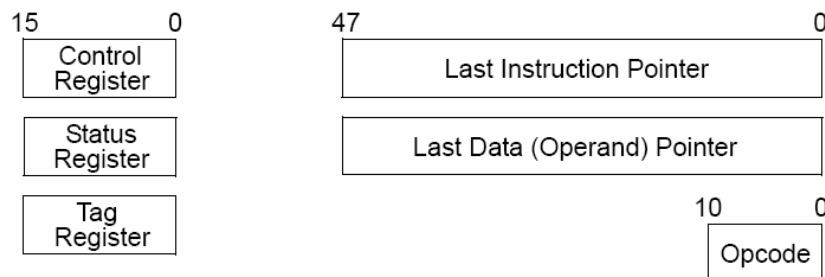 15 0 47 0
Control
Register
Last Instruction Pointer
Status
Register
Last Data (Operand) Pointer
Tag
Register
10 0
Opcode